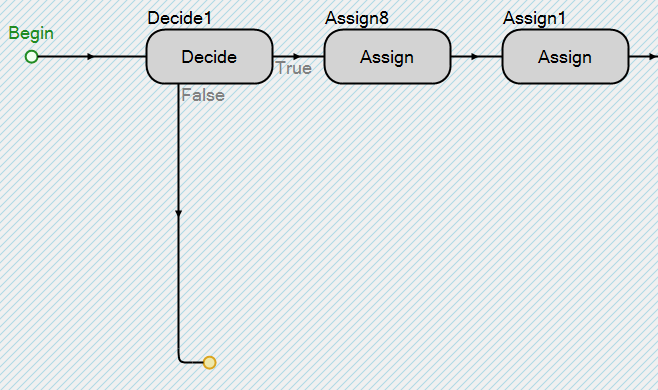 Begin
Decide1
Decide
True
False
Assign8
Assign
Assign1
Assign